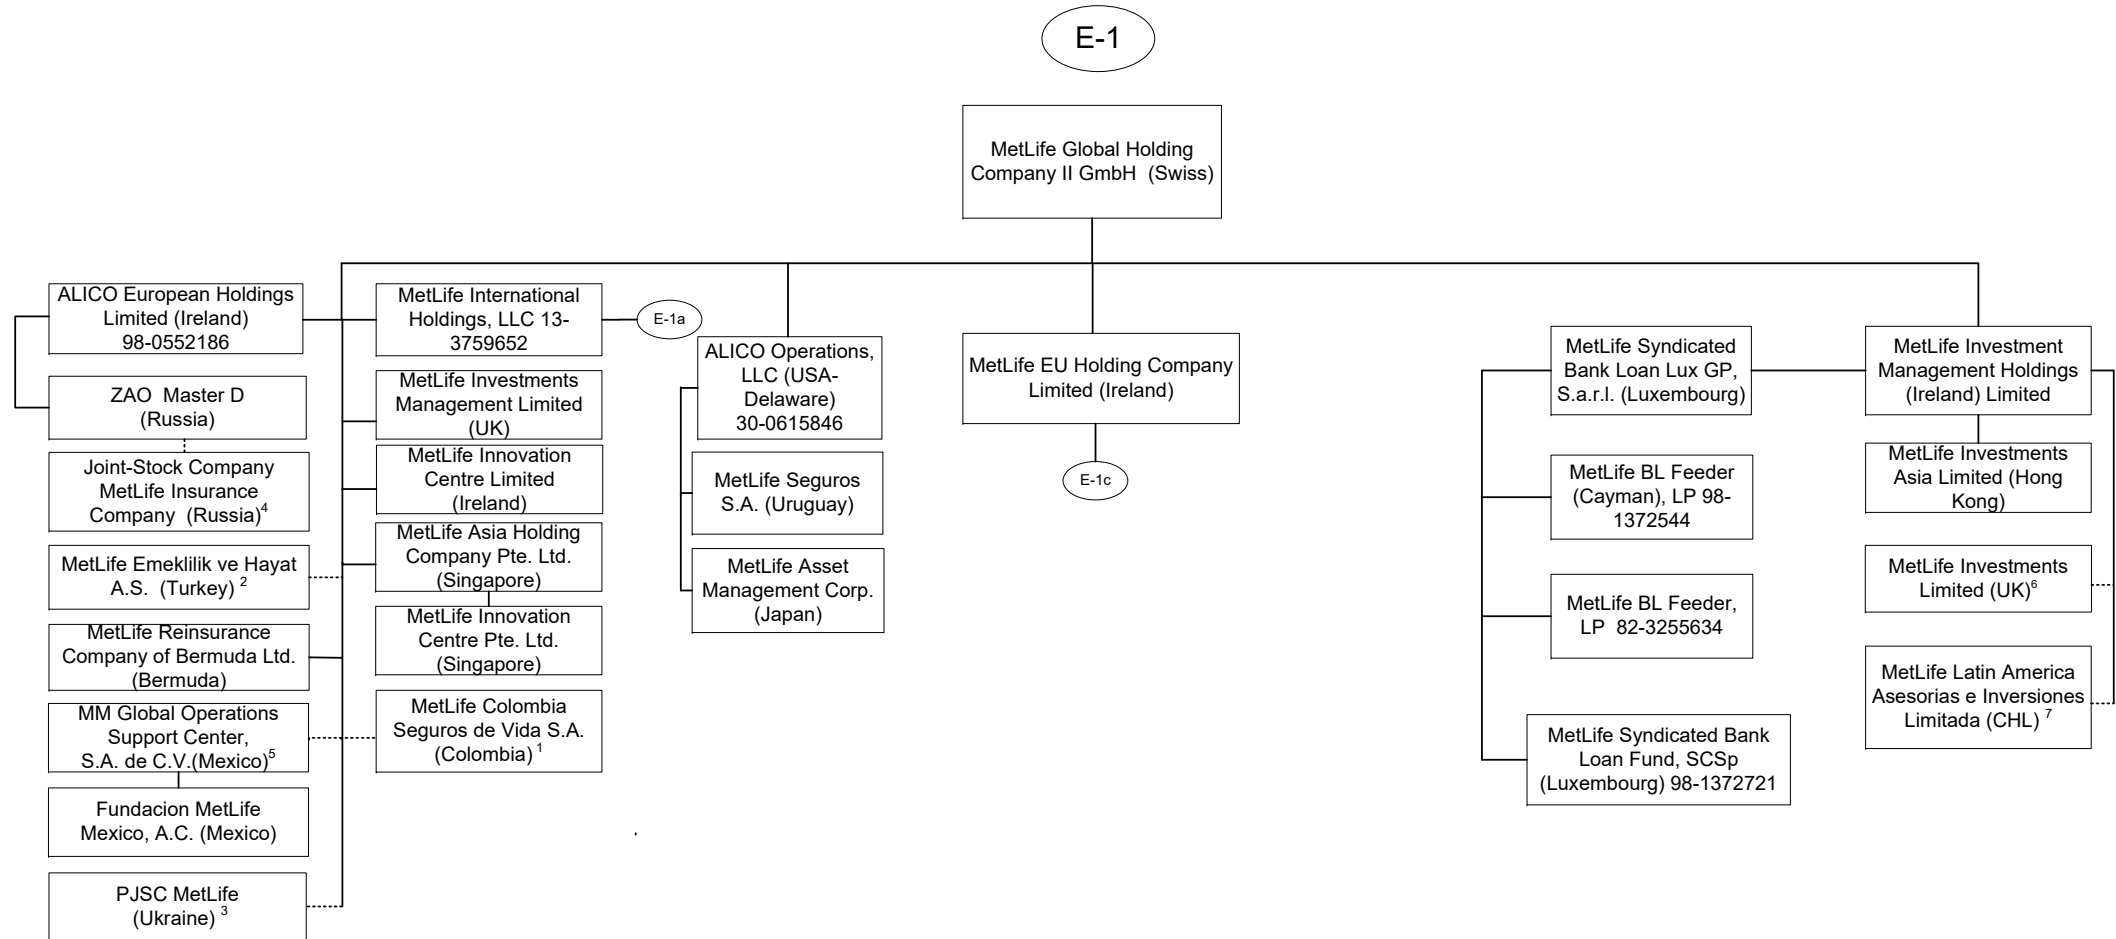 E-1
MetLife Global Holding
Company II GmbH (Swiss)
ALICO European Holdings
Limited (Ireland)
98-0552186
ZAO Master D
(Russia)
Joint-Stock Company
MetLife Insurance
Company (Russia)4
MetLife Emeklilik ve Hayat
A.S. (Turkey) 2
MetLife Reinsurance
Company of Bermuda Ltd.
(Bermuda)
MM Global Operations
Support Center,
S.A. de C.V.(Mexico)5
Fundacion MetLife
Mexico, A.C. (Mexico)
PJSC MetLife
(Ukraine) 3
MetLife International
Holdings, LLC 13-
3759652
E-1a
MetLife Investments
Management Limited
(UK)
MetLife Innovation
Centre Limited
(Ireland)
MetLife Asia Holding
Company Pte. Ltd.
(Singapore)
MetLife Innovation
Centre Pte. Ltd.
(Singapore)
MetLife Colombia
Seguros de Vida S.A.
(Colombia) 1
ALICO Operations,
LLC (USA-
Delaware)
30-0615846
MetLife Seguros
S.A. (Uruguay)
MetLife Asset
Management Corp.
(Japan)
MetLife EU Holding Company
Limited (Ireland)
E-1c
MetLife Syndicated
Bank Loan Lux GP,
S.a.r.l. (Luxembourg)
MetLife BL Feeder
(Cayman), LP 98-
1372544
MetLife BL Feeder,
LP 82-3255634
MetLife Syndicated Bank
Loan Fund, SCSp
(Luxembourg) 98-1372721
MetLife Investment
Management Holdings
(Ireland) Limited
MetLife Investments
Asia Limited (Hong
Kong)
MetLife Investments
Limited (UK)6
MetLife Latin America
Asesorias e Inversiones
Limitada (CHL) 7